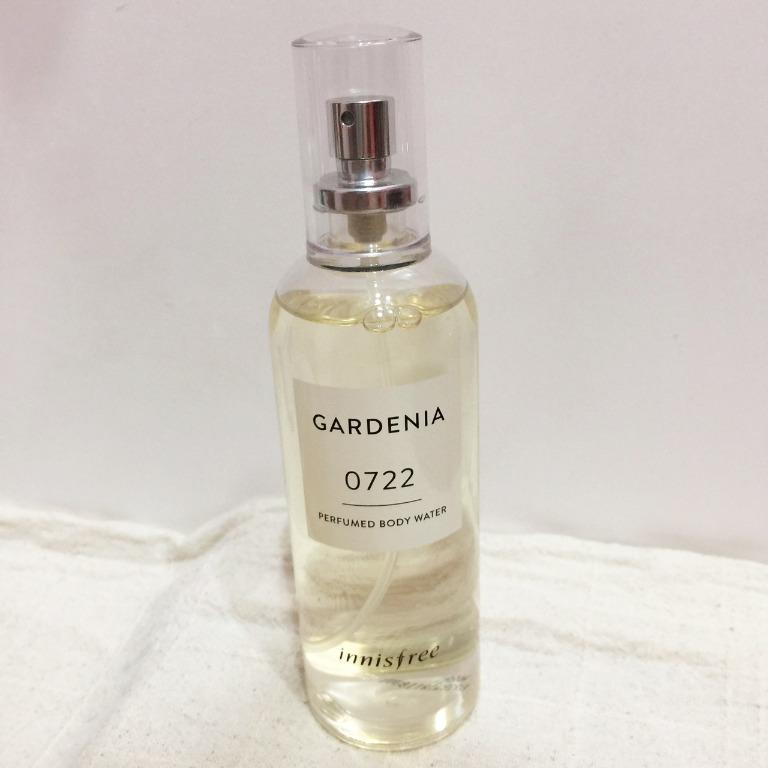 GARDENIA
0722
PERFUMED BODY WATER
innisfree